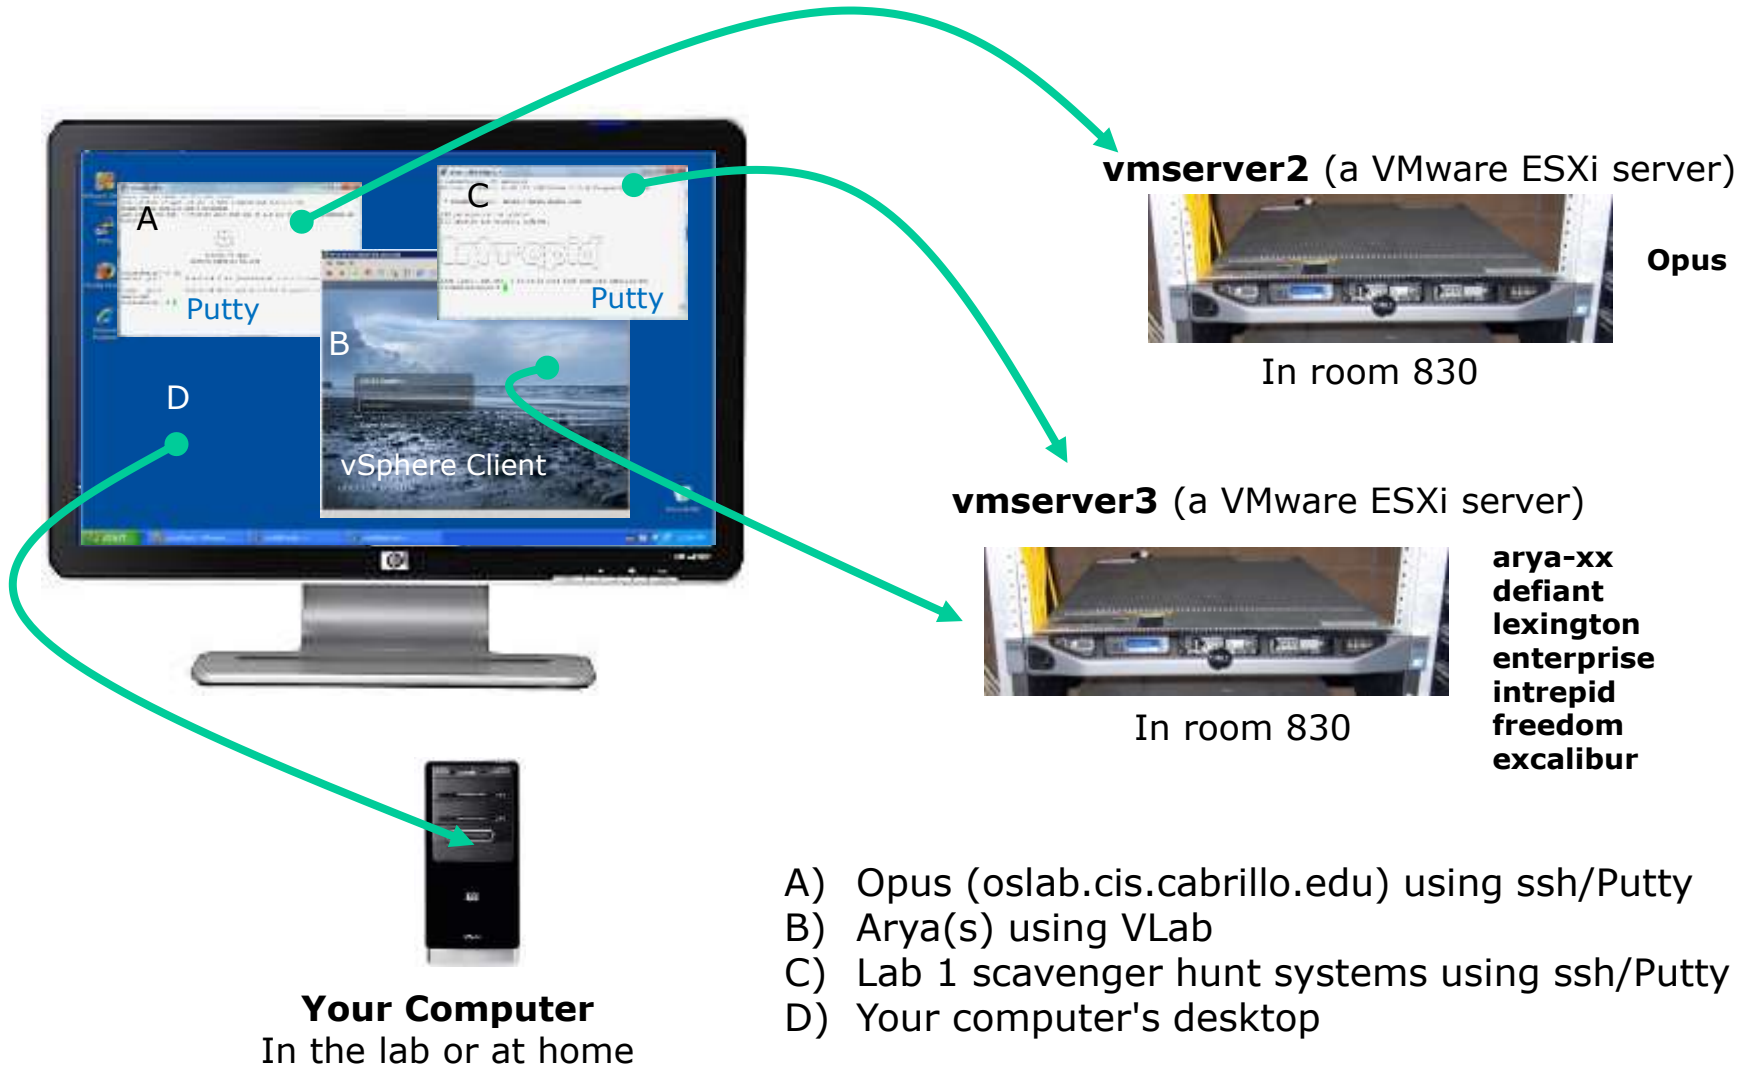 A
Putty
C
Intrepid
Putty
B
vSphere Client
D
vmserver2 (a VMware ESXi server)
Opus
In room 830
vmserver3 (a VMware ESXi server)
arya-xx
defiant
lexington
enterprise
intrepid
freedom
excalibur
In room 830
Your Computer
In the lab or at home
A) Opus (oslab.cis.cabrillo.edu) using ssh/Putty
B) Arya(s) using VLab
C) Lab 1 scavenger hunt systems using ssh/Putty
D) Your computer's desktop